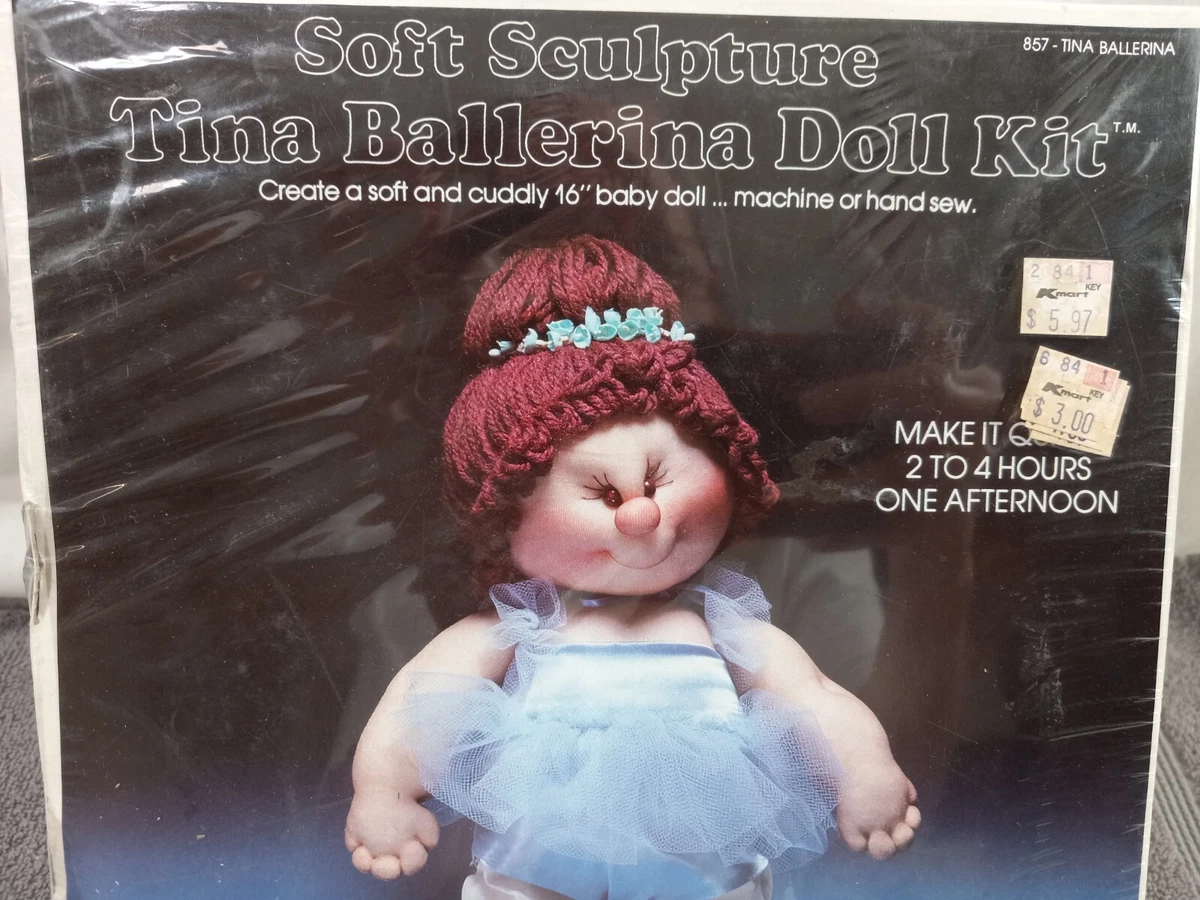 857 - TINA BALLERINA
Soft Sculpture
Tina Ballerina Doll Kit T.M.
Create a soft and cuddly 16" baby doll ... machine or hand sew.
2 84 1
Kmart KEY
$ 5.97
6 84 1
Kmart KEY
$ 3.00
MAKE IT
2 TO 4 HOURS
ONE AFTERNOON